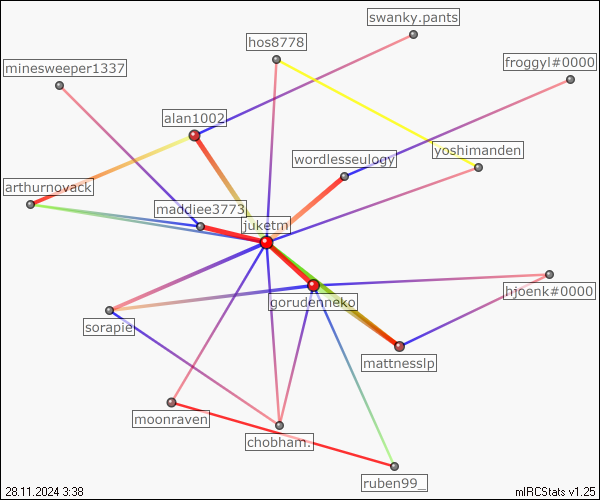 swanky.pants
hos8778
froggyl#0000
minesweeper1337
alan1002
yoshimanden
wordlesseulogy
arthurnovack
maddiee3773
juketm
hjoenk#0000
gorudenneko
sorapie
mattnesslp
moonraven
chobham.
ruben99_
28.11.2024 3:38
mIRCStats v1.25